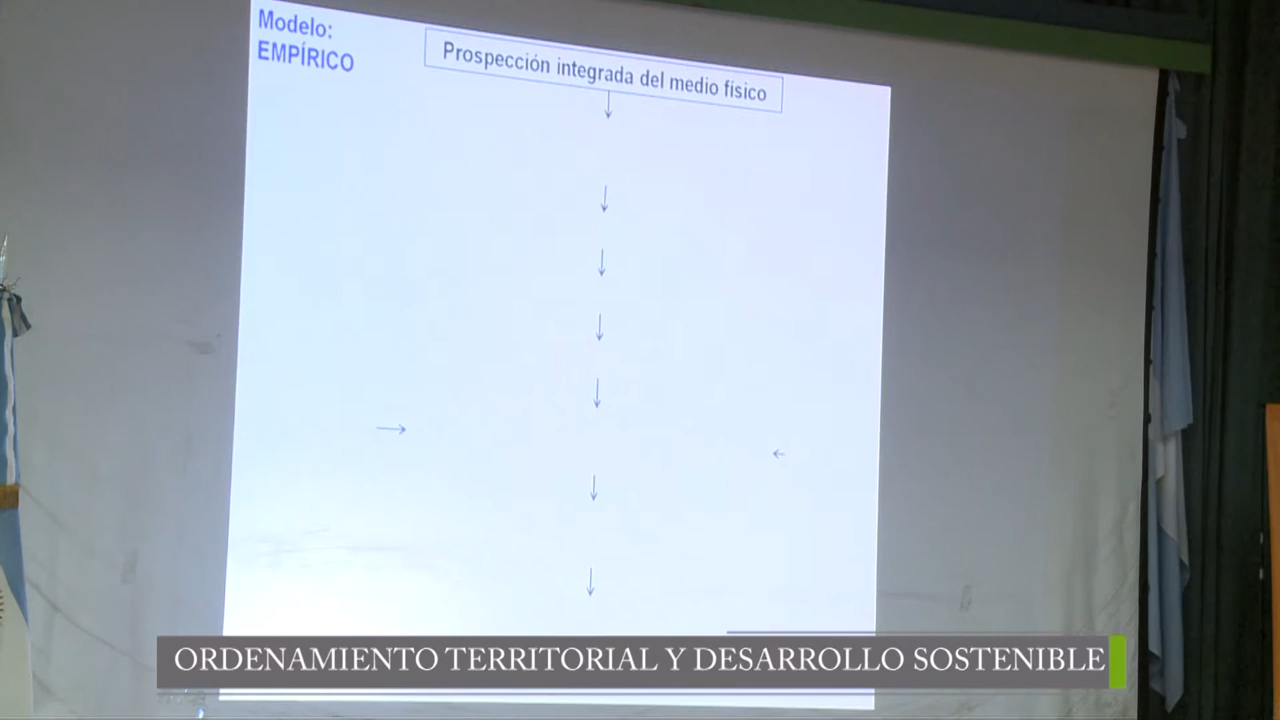 Modelo:
EMPÍRICO
Prospección integrada del medio físico
ORDENAMIENTO TERRITORIAL Y DESARROLLO SOSTENIBLE